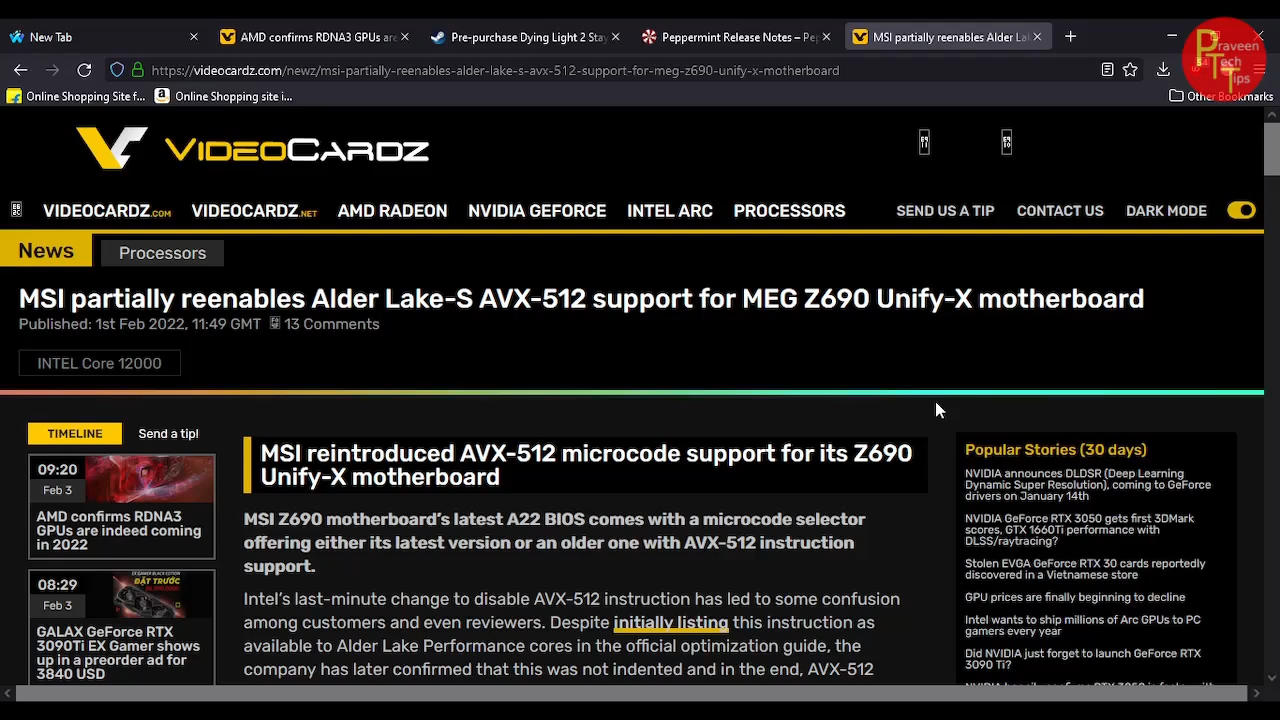 New Tab
AMD confirms RDNA3 GPUs are
Pre-purchase Dying Light 2 Stay
Peppermint Release Notes – Pep
MSI partially reenables Alder Lak
Praveen
Tech
Tips
https://videocardz.com/newz/msi-partially-reenables-alder-lake-s-avx-512-support-for-meg-z690-unify-x-motherboard
Online Shopping Site f...
Online Shopping site i...
Other Bookmarks
VIDEOCARDZ
VIDEOCARDZ.COM
VIDEOCARDZ.NET
AMD RADEON
NVIDIA GEFORCE
INTEL ARC
PROCESSORS
SEND US A TIP
CONTACT US
DARK MODE
News
Processors
MSI partially reenables Alder Lake-S AVX-512 support for MEG Z690 Unify-X motherboard
Published: 1st Feb 2022, 11:49 GMT 13 Comments
INTEL Core 12000
TIMELINE
Send a tip!
09:20
Feb 3
AMD confirms RDNA3
GPUs are indeed coming
in 2022
08:29
Feb 3
ĐẶT TRƯỚC
GALAX GeForce RTX
3090Ti EX Gamer shows
up in a preorder ad for
3840 USD
MSI reintroduced AVX-512 microcode support for its Z690
Unify-X motherboard
MSI Z690 motherboard's latest A22 BIOS comes with a microcode selector
offering either its latest version or an older one with AVX-512 instruction
support.
Intel's last-minute change to disable AVX-512 instruction has led to some confusion
among customers and even reviewers. Despite initially listing this instruction as
available to Alder Lake Performance cores in the official optimization guide, the
company has later confirmed that this was not indented and in the end, AVX-512
Popular Stories (30 days)
NVIDIA announces DLDSR (Deep Learning
Dynamic Super Resolution), coming to GeForce
drivers on January 14th
NVIDIA GeForce RTX 3050 gets first 3DMark
scores, GTX 1660Ti performance with
DLSS/raytracing?
Stolen EVGA GeForce RTX 30 cards reportedly
discovered in a Vietnamese store
GPU prices are finally beginning to decline
Intel wants to ship millions of Arc GPUs to PC
gamers every year
Did NVIDIA just forget to launch GeForce RTX
3090 Ti?